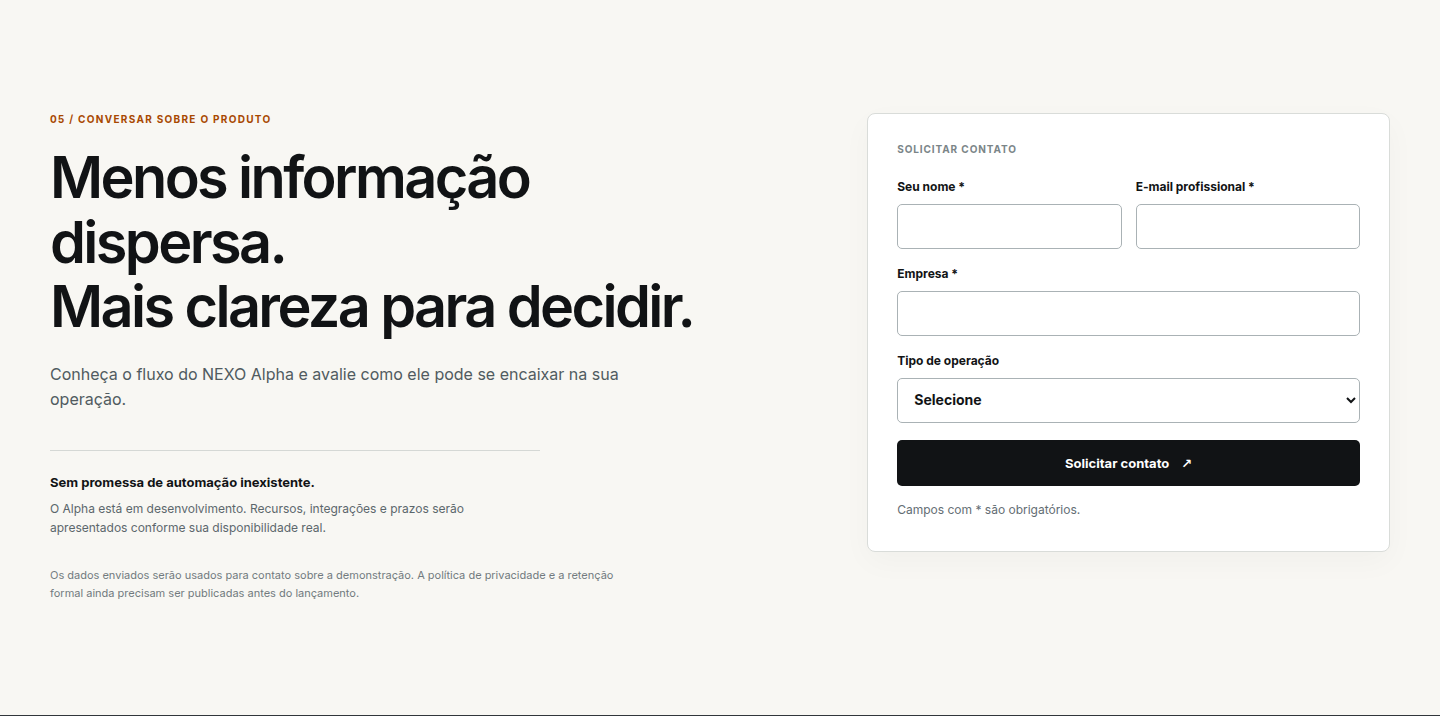 05 / CONVERSAR SOBRE O PRODUTO
Menos informação
dispersa.
Mais clareza para decidir.
Conheça o fluxo do NEXO Alpha e avalie como ele pode se encaixar na sua
operação.
Sem promessa de automação inexistente.
O Alpha está em desenvolvimento. Recursos, integrações e prazos serão
apresentados conforme sua disponibilidade real.
Os dados enviados serão usados para contato sobre a demonstração. A política de privacidade e a retenção
formal ainda precisam ser publicadas antes do lançamento.
SOLICITAR CONTATO
Seu nome * E-mail profissional *
Empresa *
Tipo de operação
Selecione
Solicitar contato ↗
Campos com * são obrigatórios.